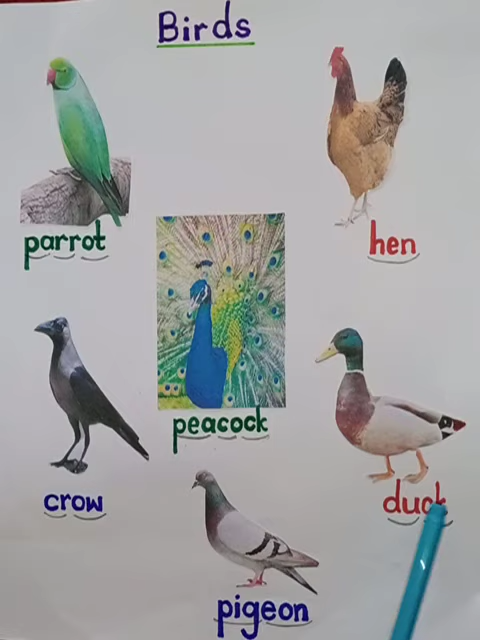 Birds
parrot
hen
peacock
crow
duck
pigeon